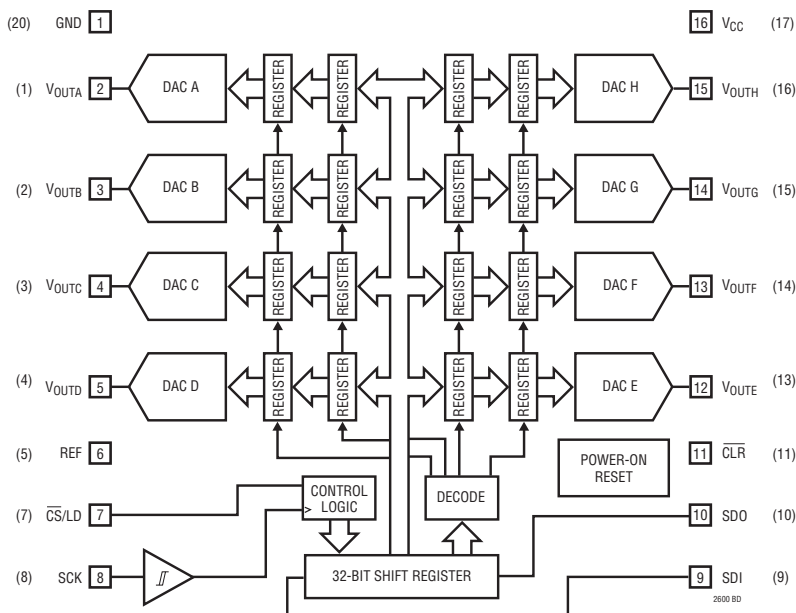 (20) GND 1
16 VCC (17)
(1) VOUTA 2 DAC A REGISTER REGISTER REGISTER REGISTER DAC H 15 VOUTH (16)
(2) VOUTB 3 DAC B REGISTER REGISTER REGISTER REGISTER DAC G 14 VOUTG (15)
(3) VOUTC 4 DAC C REGISTER REGISTER REGISTER REGISTER DAC F 13 VOUTF (14)
(4) VOUTD 5 DAC D REGISTER REGISTER REGISTER REGISTER DAC E 12 VOUTE (13)
(5) REF 6
POWER-ON
RESET
11 C̅L̅R̅ (11)
(7) C̅S̅/LD 7
CONTROL
LOGIC
DECODE
10 SDO (10)
(8) SCK 8
32-BIT SHIFT REGISTER
9 SDI (9)
2600 BD